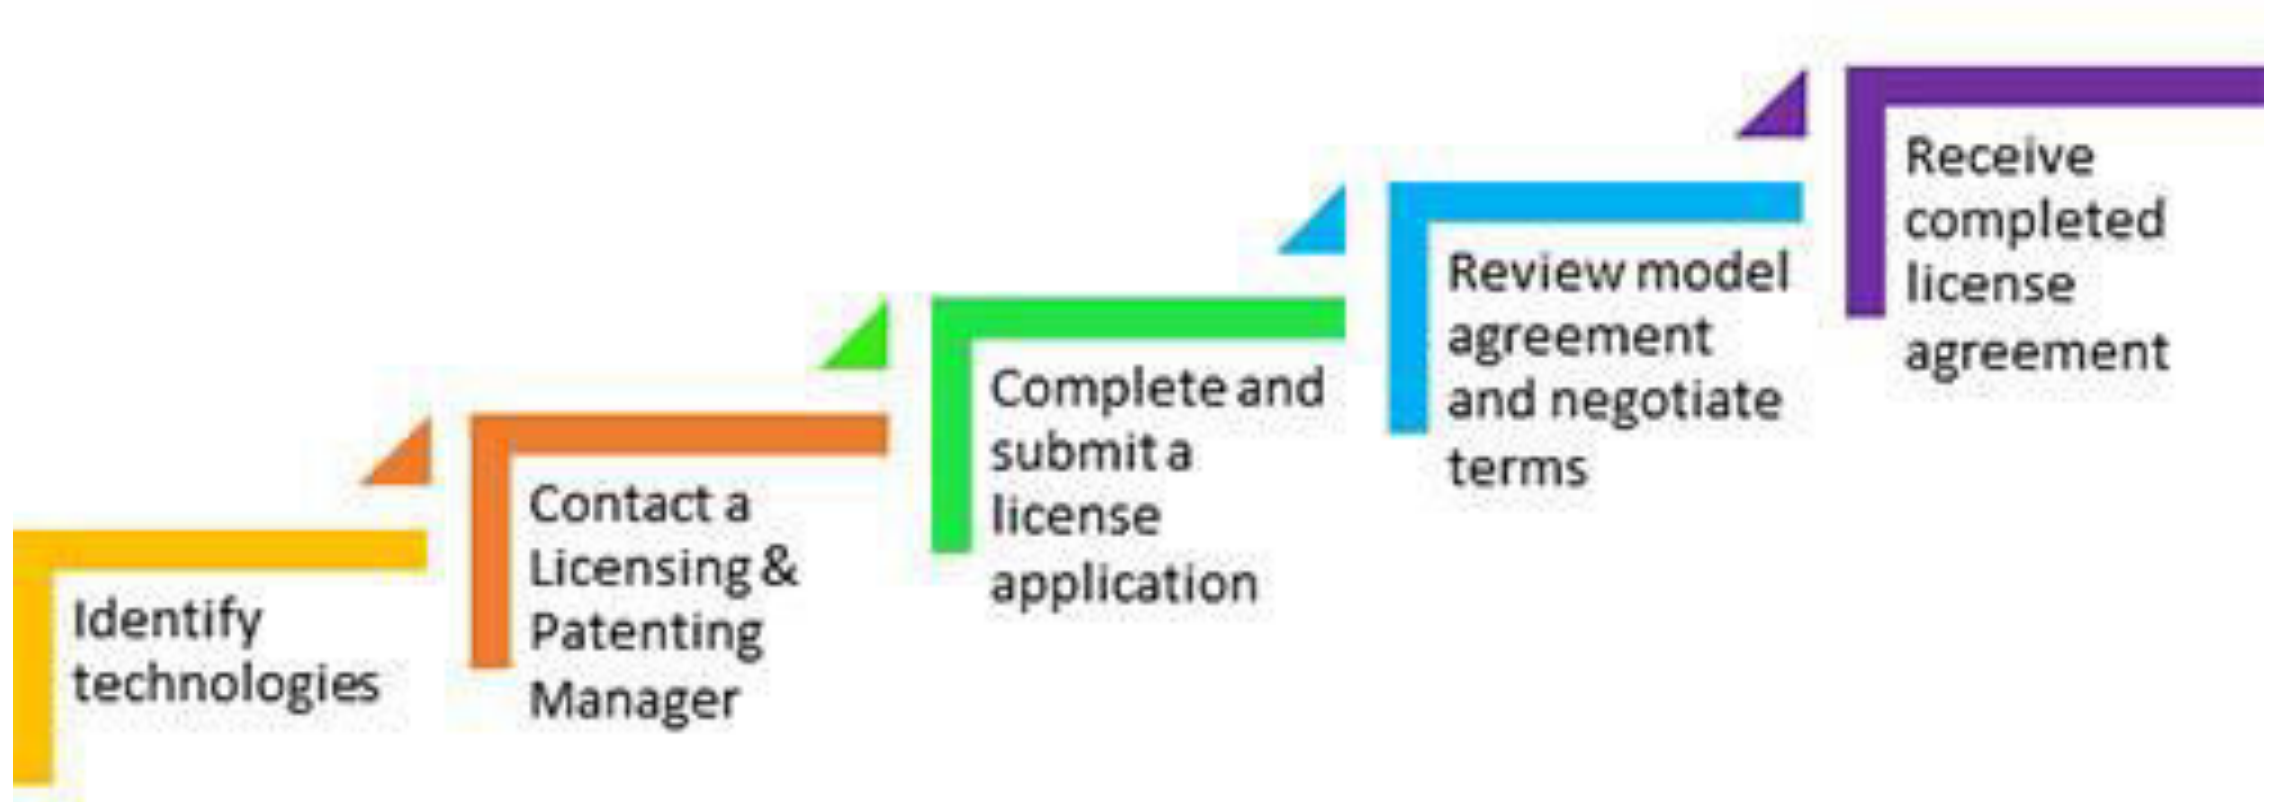 Identify
technologies
Contact a
Licensing &
Patenting
Manager
Complete and
submit a
license
application
Review model
agreement
and negotiate
terms
Receive
completed
license
agreement